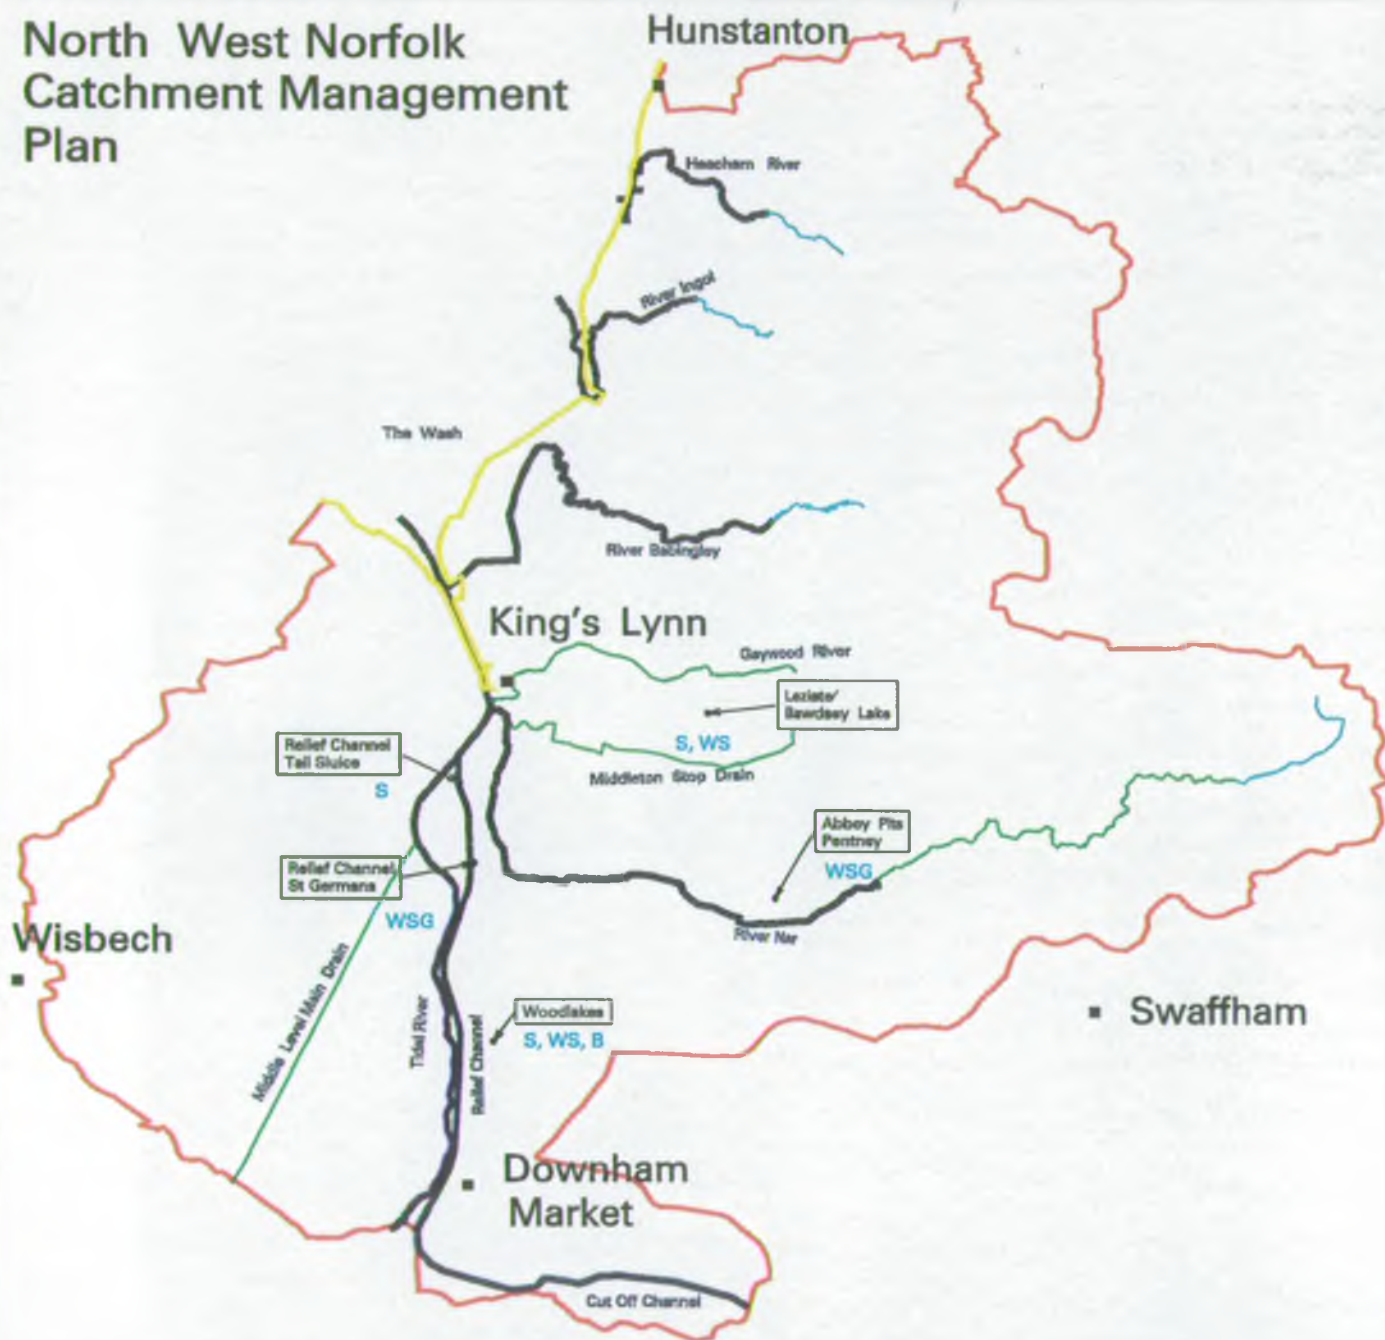 North West Norfolk
Catchment Management
Plan
Hunstanton
Heacham River
River Ingol
The Wash
River Babingley
King's Lynn
Gaywood River
Leziate/
Bawdsey Lake
S, WS
Middleton Stop Drain
Relief Channel
Tail Sluice
S
Abbey Pits
Pentney
WSG
Relief Channel
St Germans
WSG
River Nar
Wisbech
Middle Level Main Drain
Tidal River
Relief Channel
Woodlakes
S, WS, B
Swaffham
Downham
Market
Cut Off Channel